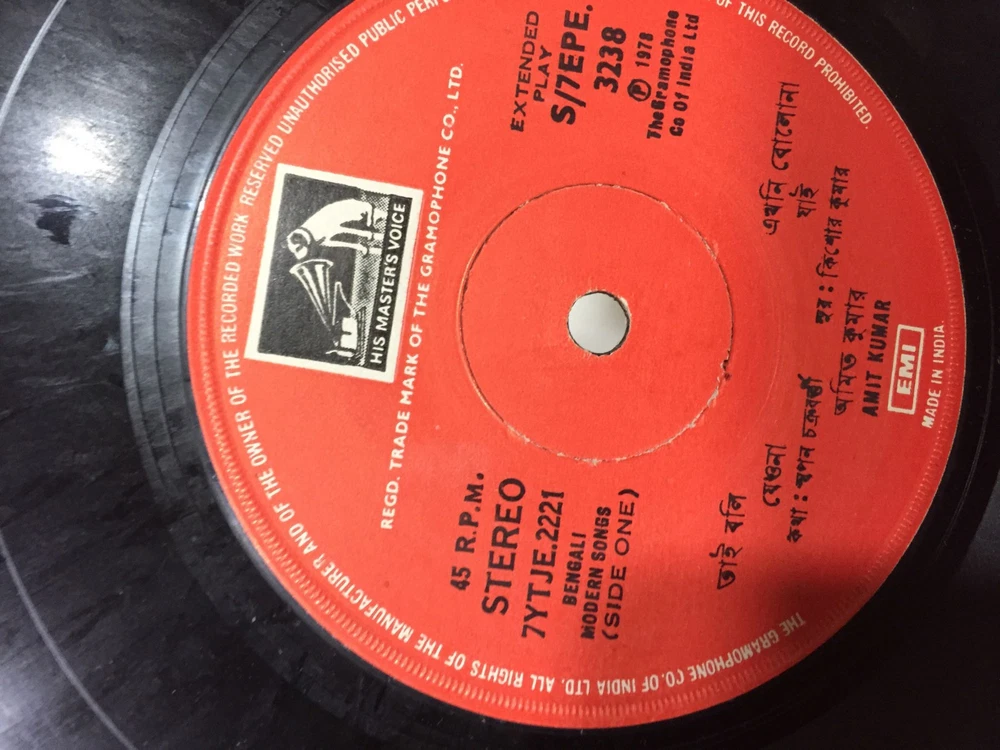 THE GRAMOPHONE CO. OF INDIA LTD. ALL RIGHTS OF THE MANUFACTURER AND OF THE OWNER OF THE RECORDED WORK RESERVED UNAUTHORISED PUBLIC
OF THIS RECORD PROHIBITED.
HIS MASTER'S VOICE
REGD. TRADE MARK OF THE GRAMOPHONE CO., LTD.
45 R.P.M.
STEREO
7YTJE.2221
BENGALI
MODERN SONGS
(SIDE ONE)
EXTENDED
PLAY
S/7EPE.
3238
Ⓟ 1978
The Gramophone
Co Of India Ltd
তাই বলি এখনি বোলোনা
যেওনা যাই
কথা : স্বপন চক্রবর্ত্তী সুর : কিশোর কুমার
অমিত কুমার
AMIT KUMAR
EMI
MADE IN INDIA.